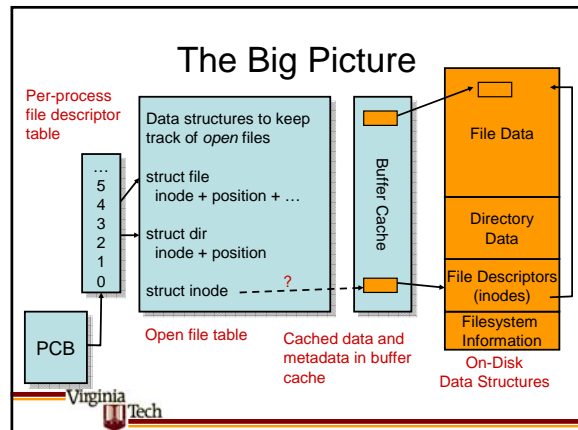 The Big Picture
Per-process
file descriptor
table
…
5
4
3
2
1
0
PCB
Data structures to keep
track of open files
struct file
inode + position + …
struct dir
inode + position
struct inode
?
Open file table
Buffer Cache
Cached data and
metadata in buffer
cache
File Data
Directory
Data
File Descriptors
(inodes)
Filesystem
Information
On-Disk
Data Structures
Virginia
Tech